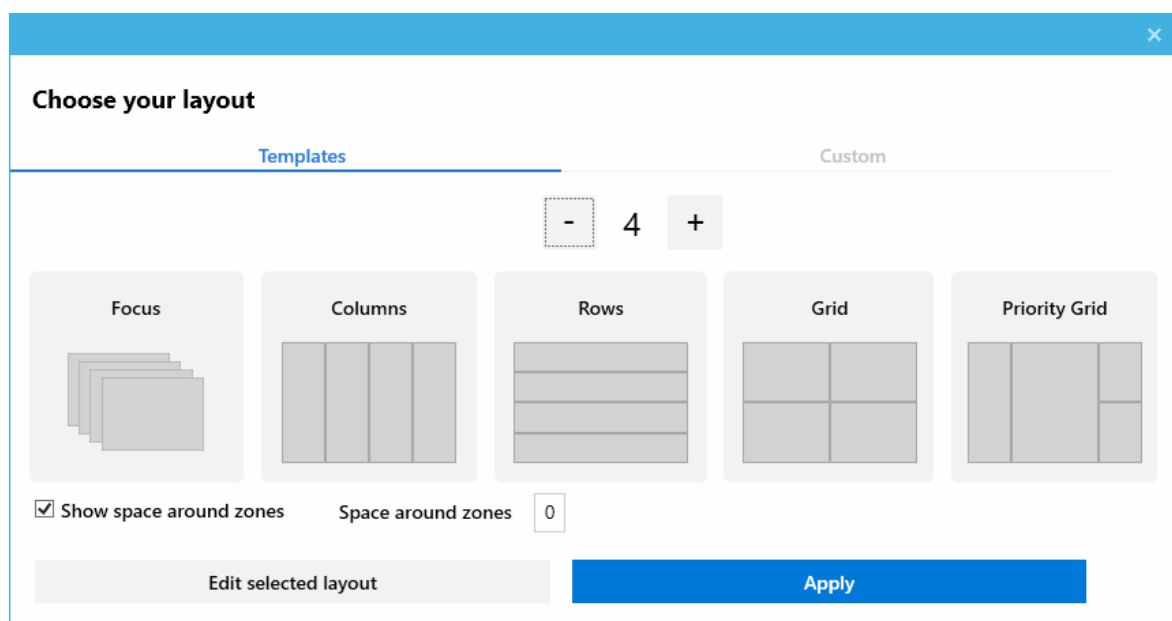 Choose your layout
Templates Custom
- 4 +
Focus Columns Rows Grid Priority Grid
Show space around zones Space around zones 0
Edit selected layout Apply